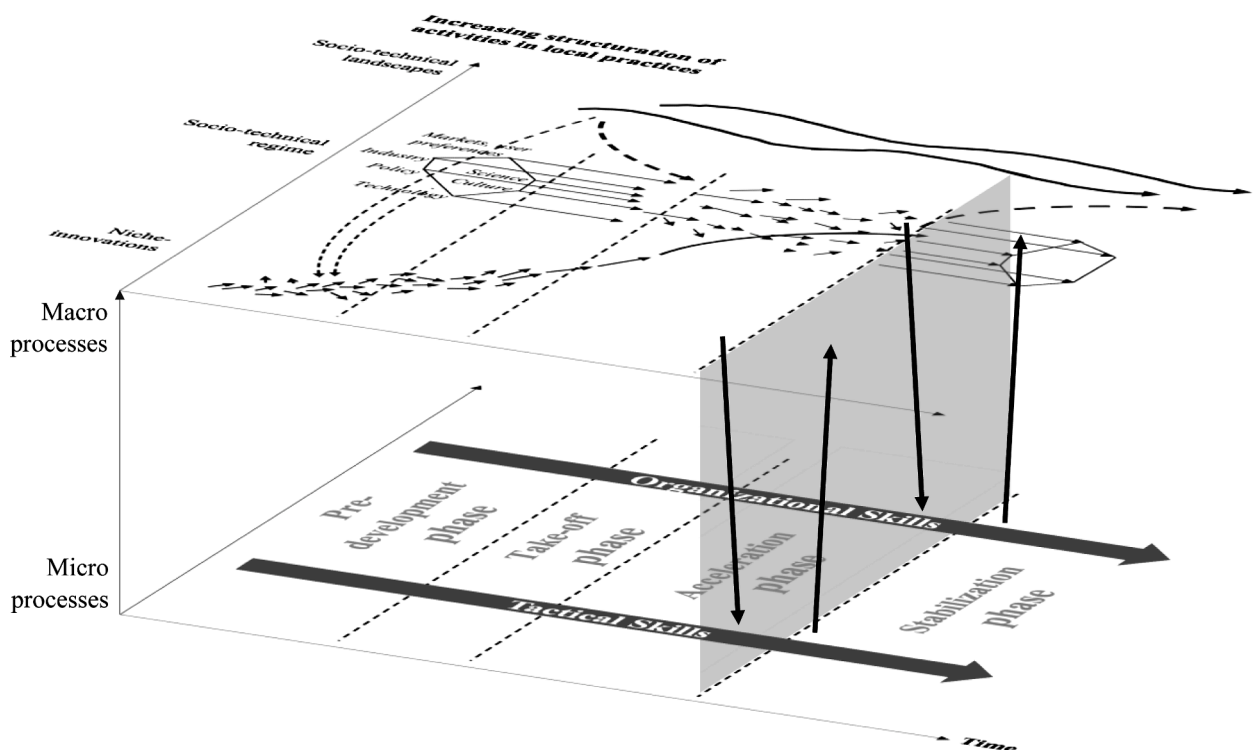 Increasing structuration of
activities in local practices
Socio-technical
landscapes
Socio-technical
regime
Markets, user
preferences
Industry
Science
Policy
Culture
Technology
Niche-
innovations
Macro
processes
Organizational Skills
Pre-
development
phase
Take-off
phase
Acceleration
phase
Stabilization
phase
Micro
processes
Tactical Skills
Time